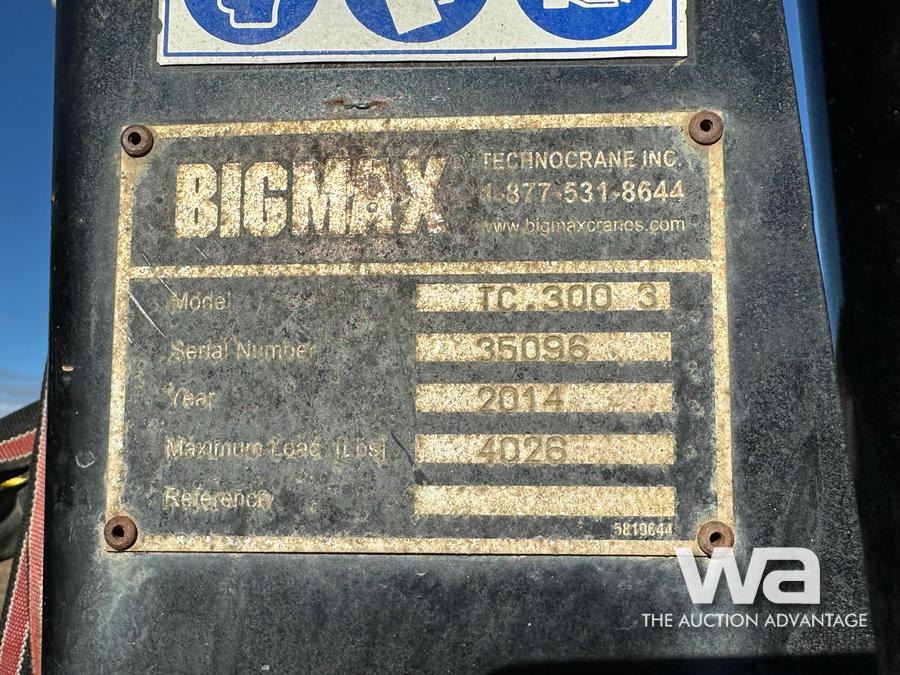 BIGMAX®
TECHNOCRANE INC.
1-877-531-8644
www.bigmaxcranes.com
Model TC.300 3
Serial Number 35096
Year 2014
Maximum Load [Lbs] 4026
Reference
5819644
wa
THE AUCTION ADVANTAGE